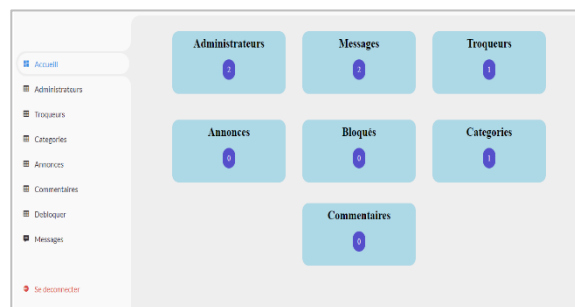 Accueill
Administrateurs
Troqueurs
Categories
Annonces
Commentaires
Debloquer
Messages
Se deconnecter
Administrateurs
2
Messages
2
Troqueurs
1
Annonces
0
Bloqués
0
Categories
1
Commentaires
0